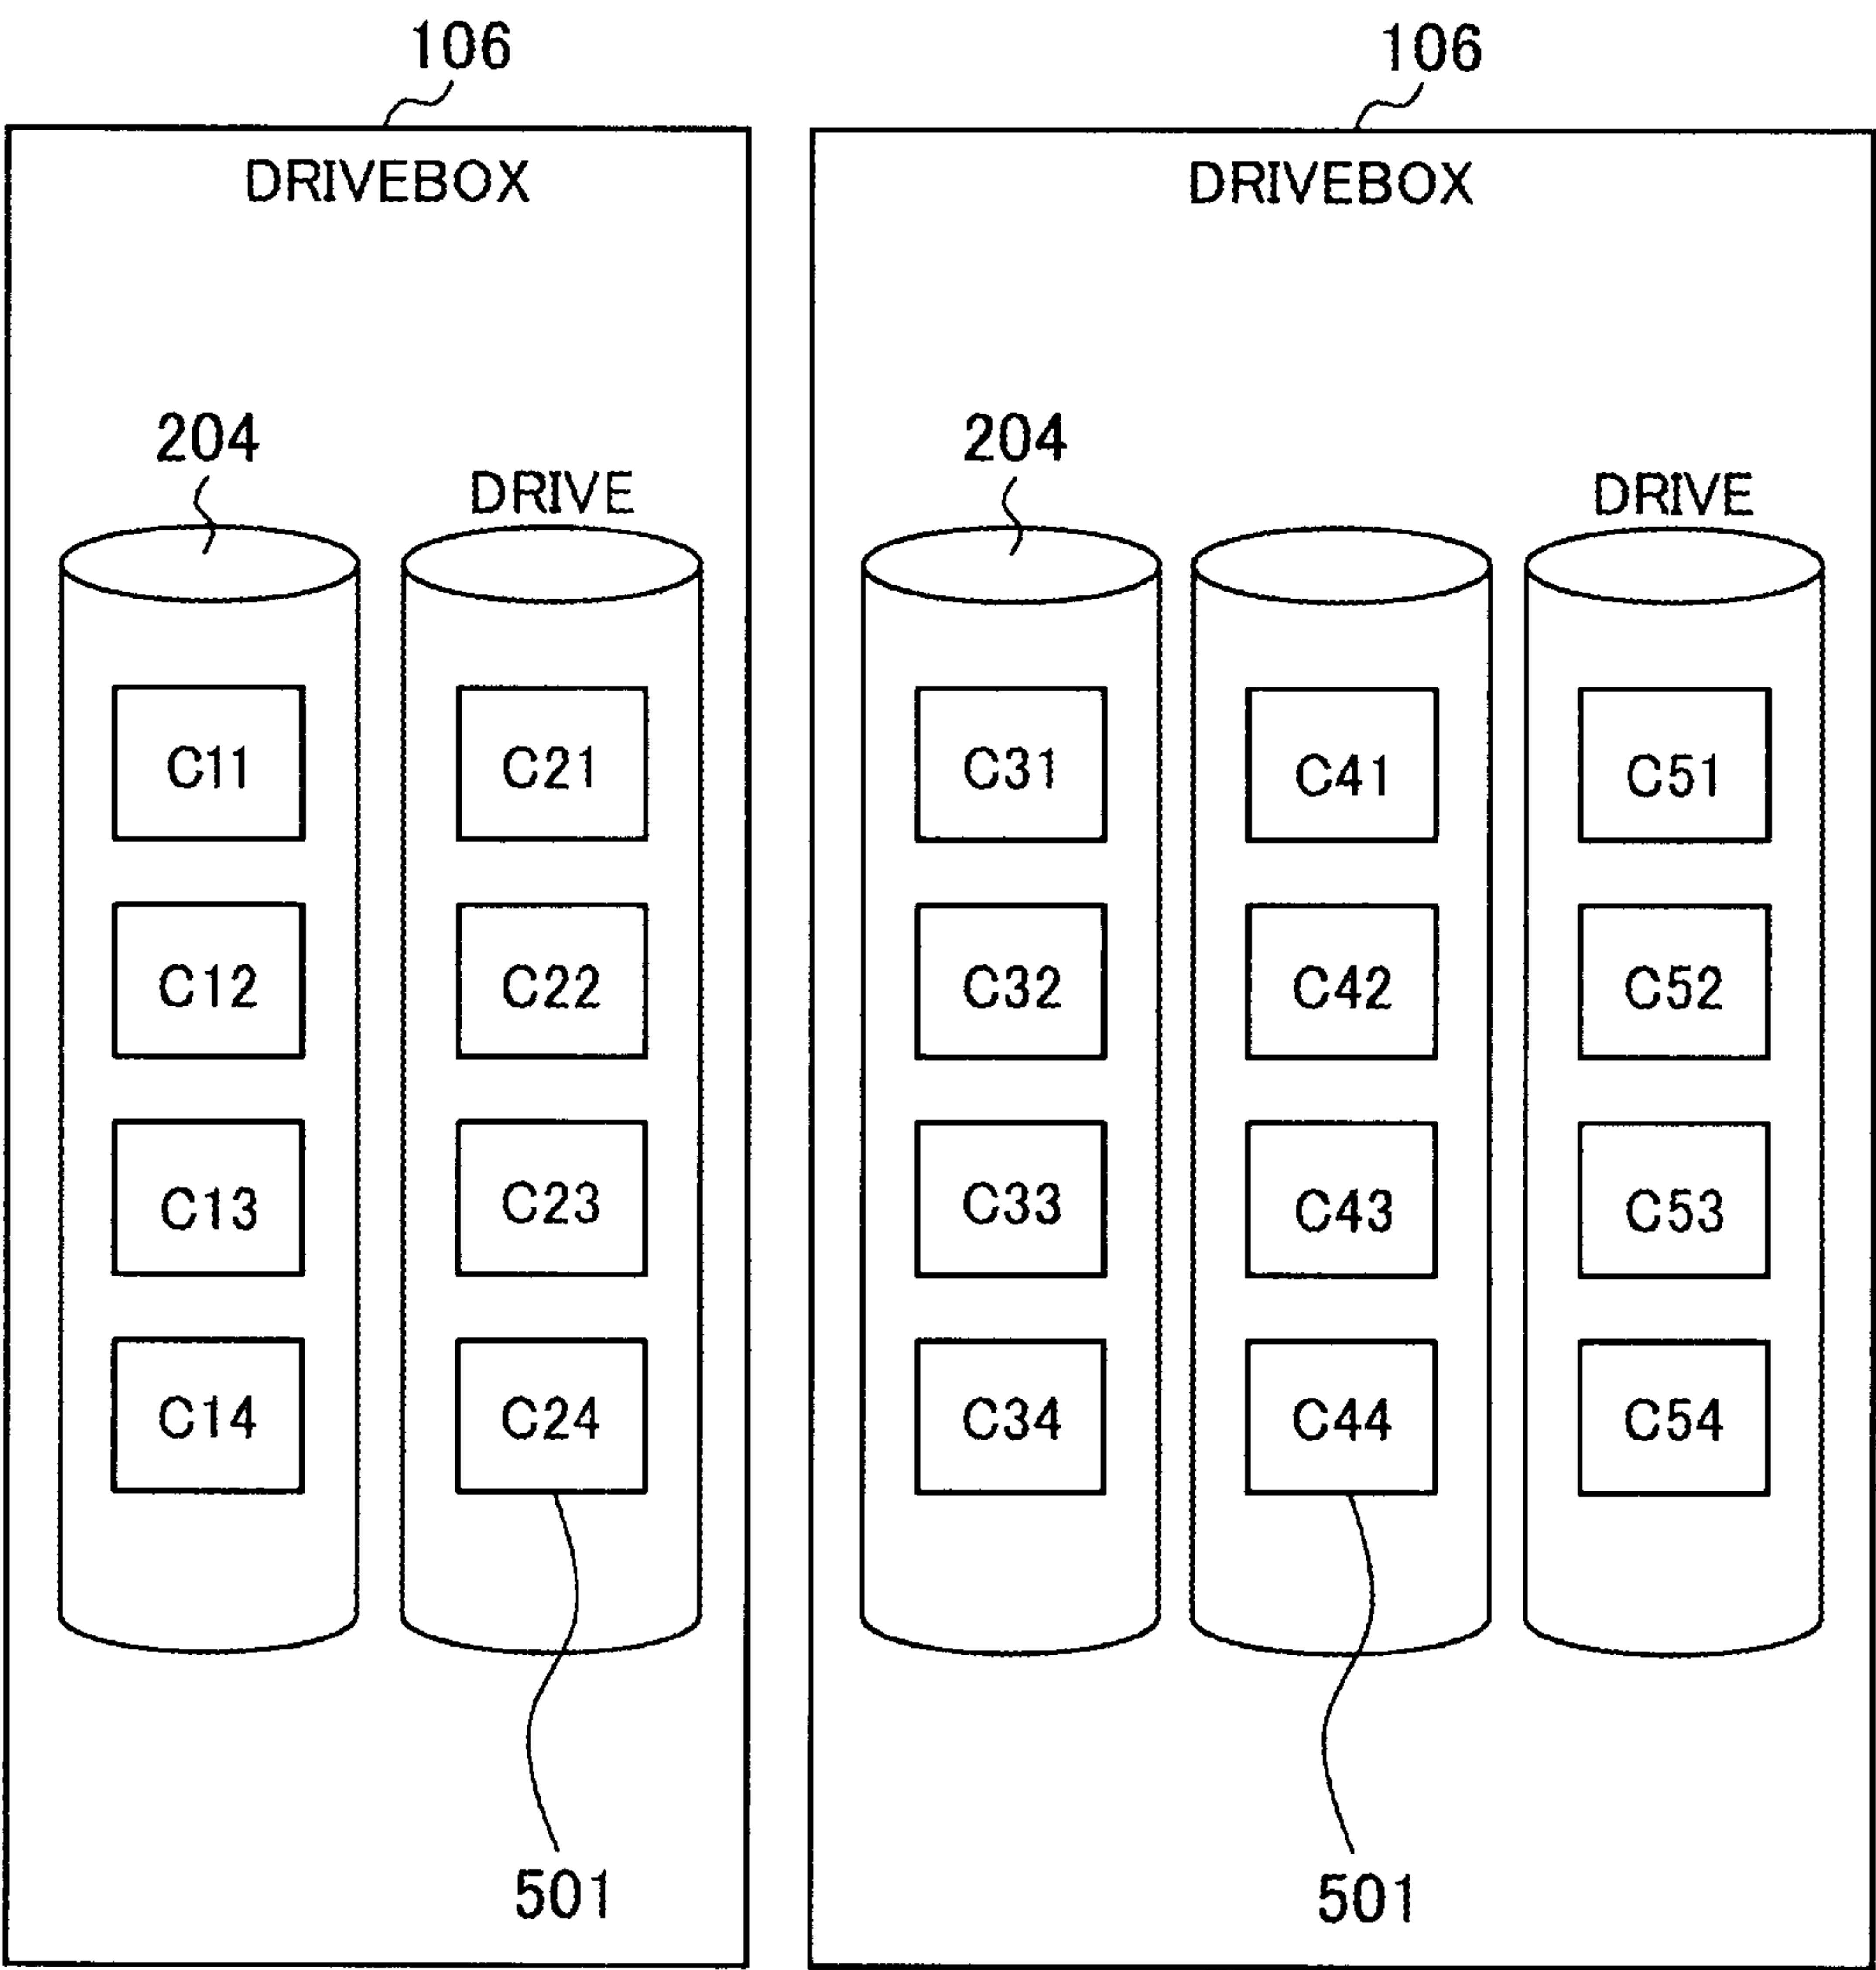 106
DRIVEBOX
204
DRIVE
C11
C21
C12
C22
C13
C23
C14
C24
501
106
DRIVEBOX
204
DRIVE
C31
C41
C51
C32
C42
C52
C33
C43
C53
C34
C44
C54
501